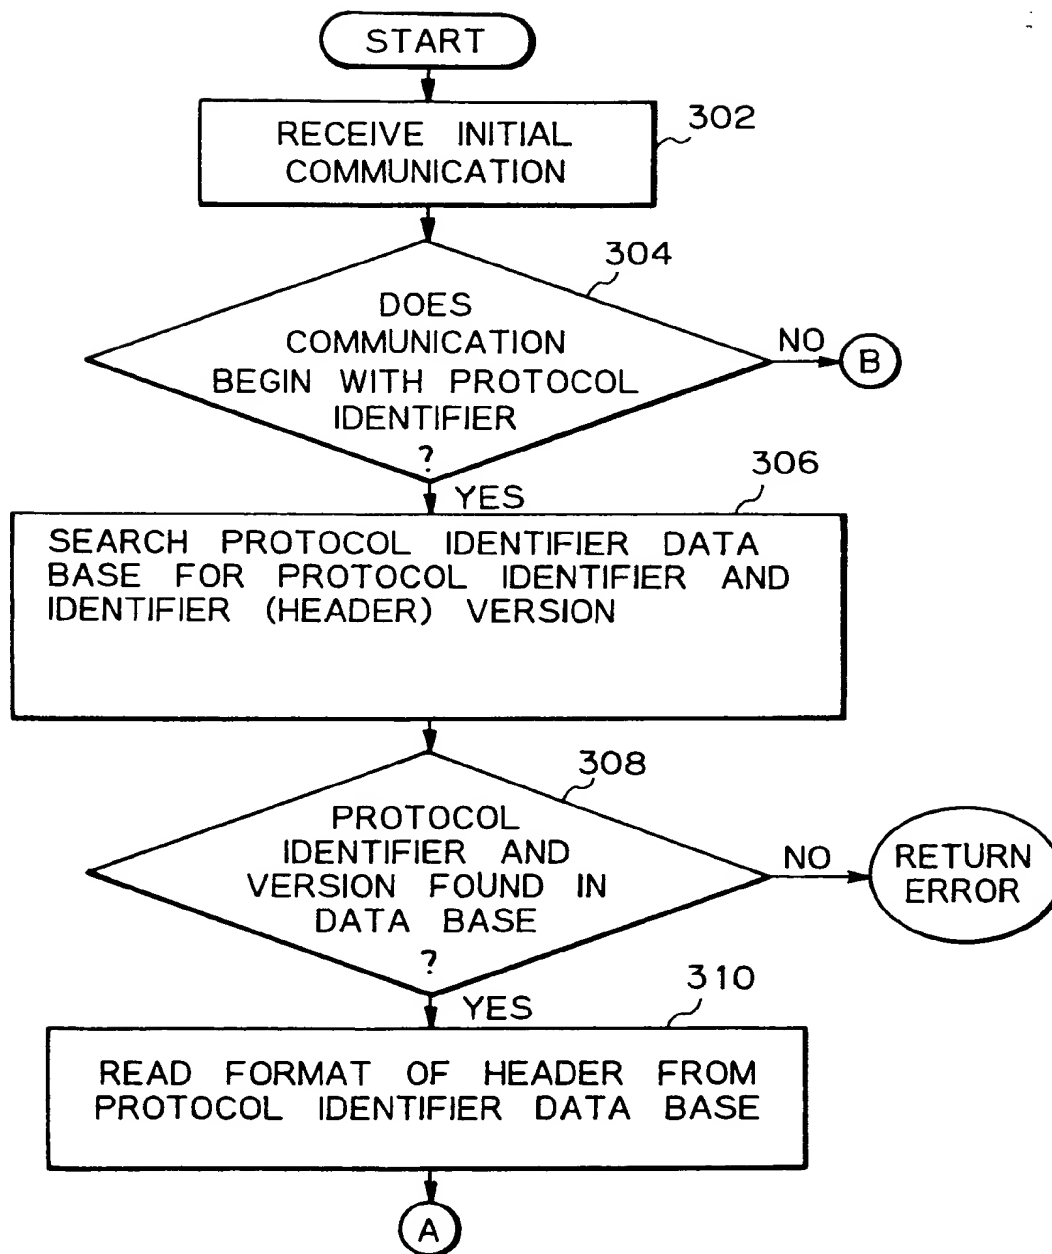 START
RECEIVE INITIAL
COMMUNICATION
302
304
DOES
COMMUNICATION
BEGIN WITH PROTOCOL
IDENTIFIER
?
NO
B
YES
306
SEARCH PROTOCOL IDENTIFIER DATA
BASE FOR PROTOCOL IDENTIFIER AND
IDENTIFIER (HEADER) VERSION
308
PROTOCOL
IDENTIFIER AND
VERSION FOUND IN
DATA BASE
?
NO
RETURN
ERROR
YES
310
READ FORMAT OF HEADER FROM
PROTOCOL IDENTIFIER DATA BASE
A